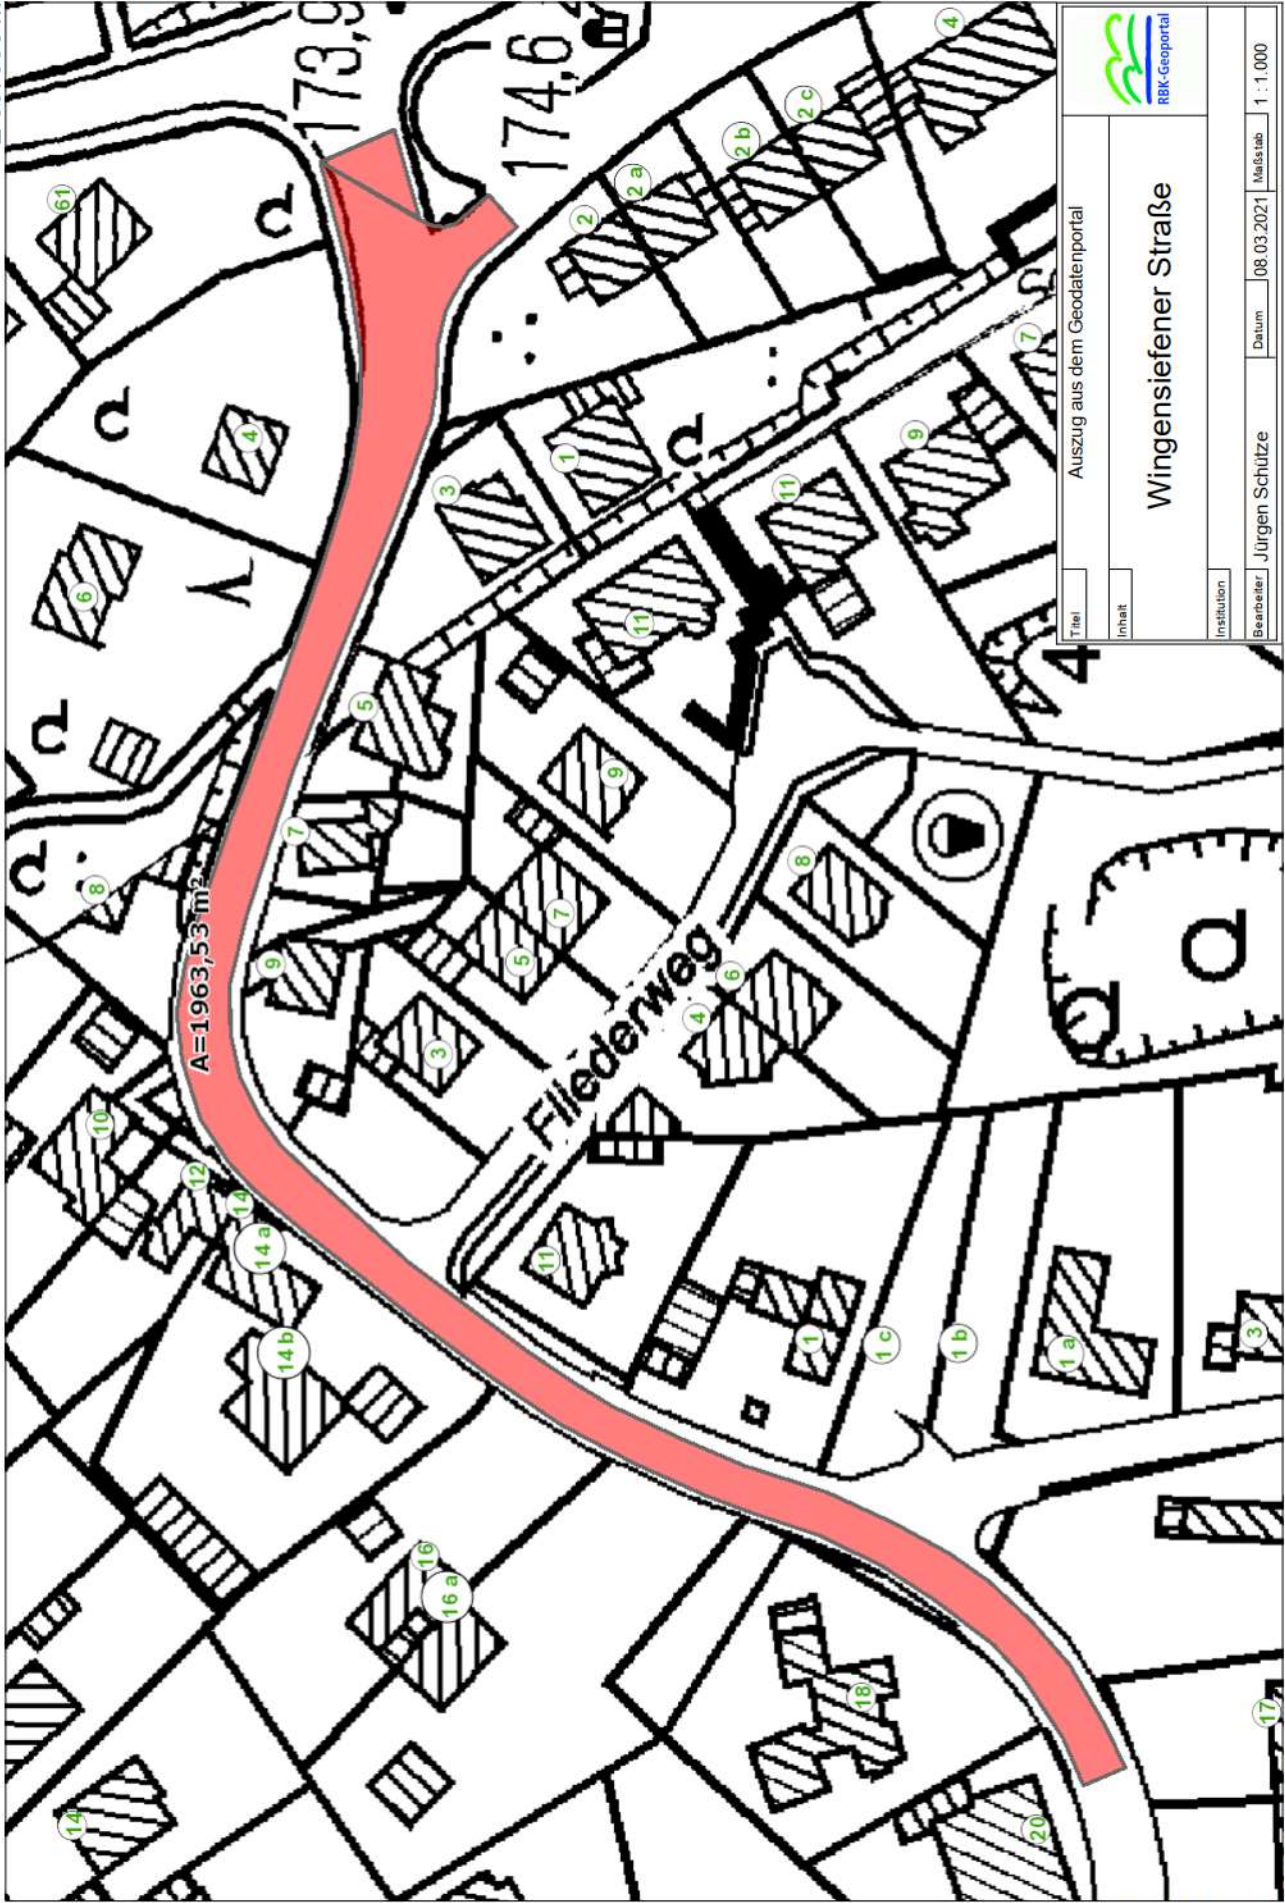 173,9
174,6
61
4
6
4
2
2 a
2 b
2 c
1
3
5
7
9
11
11
9
7
8
A=1963,53 m²
9
7
5
3
8
6
4
Fliederweg
10
12
14
14 a
14 b
11
1
1 c
1 b
1 a
3
16
16 a
14
18
20
17
Titel
Auszug aus dem Geodatenportal
RBK-Geoportal
Inhalt
Wingensiefener Straße
Institution
Bearbeiter Jürgen Schütze Datum 08.03.2021 Maßstab 1 : 1.000